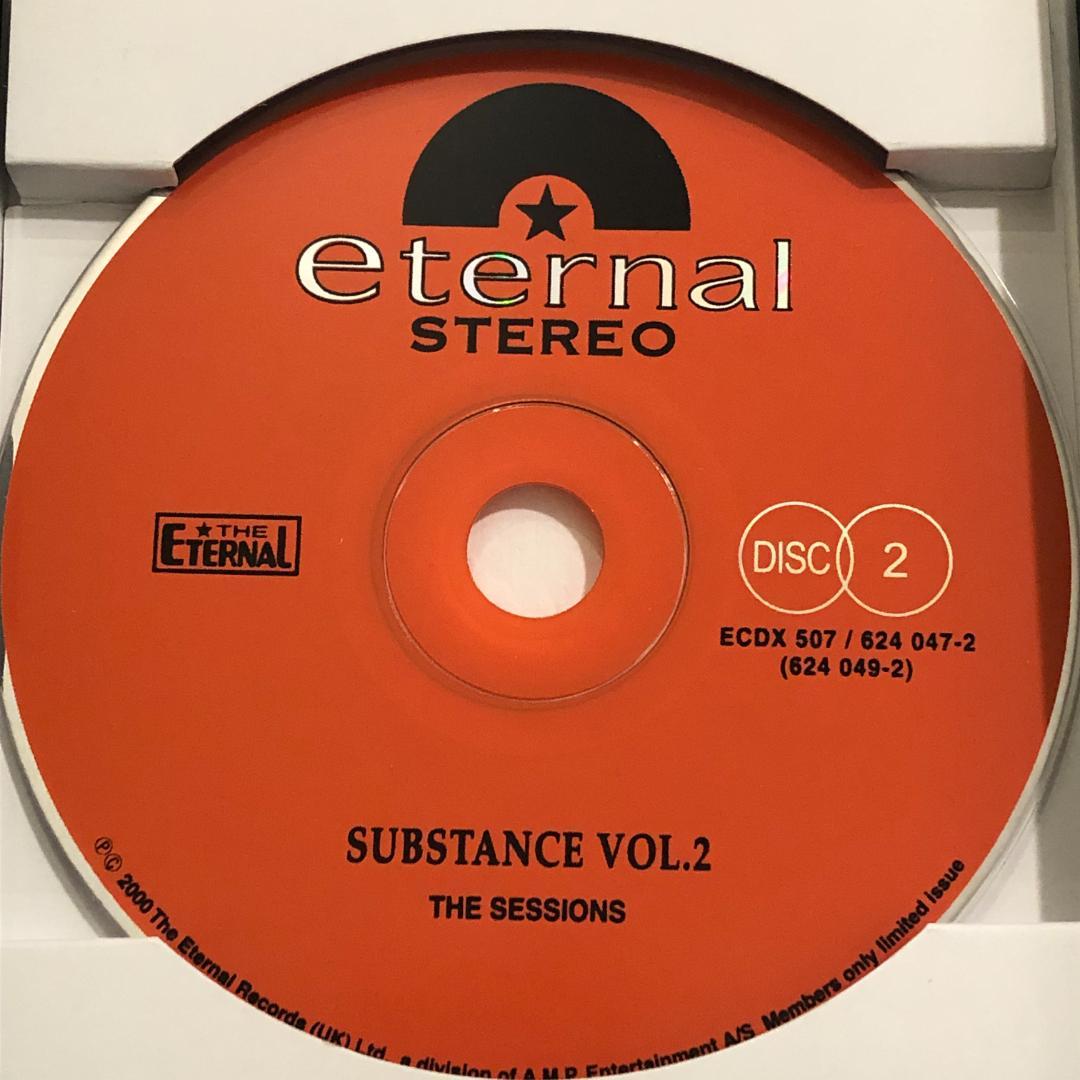 eternal
STEREO
THE
ETERNAL
DISC 2
ECDX 507 / 624 047-2
(624 049-2)
SUBSTANCE VOL.2
THE SESSIONS
℗© 2000 The Eternal Records (UK) Ltd. a division of A.M.P. Entertainment A/S Members only limited issue